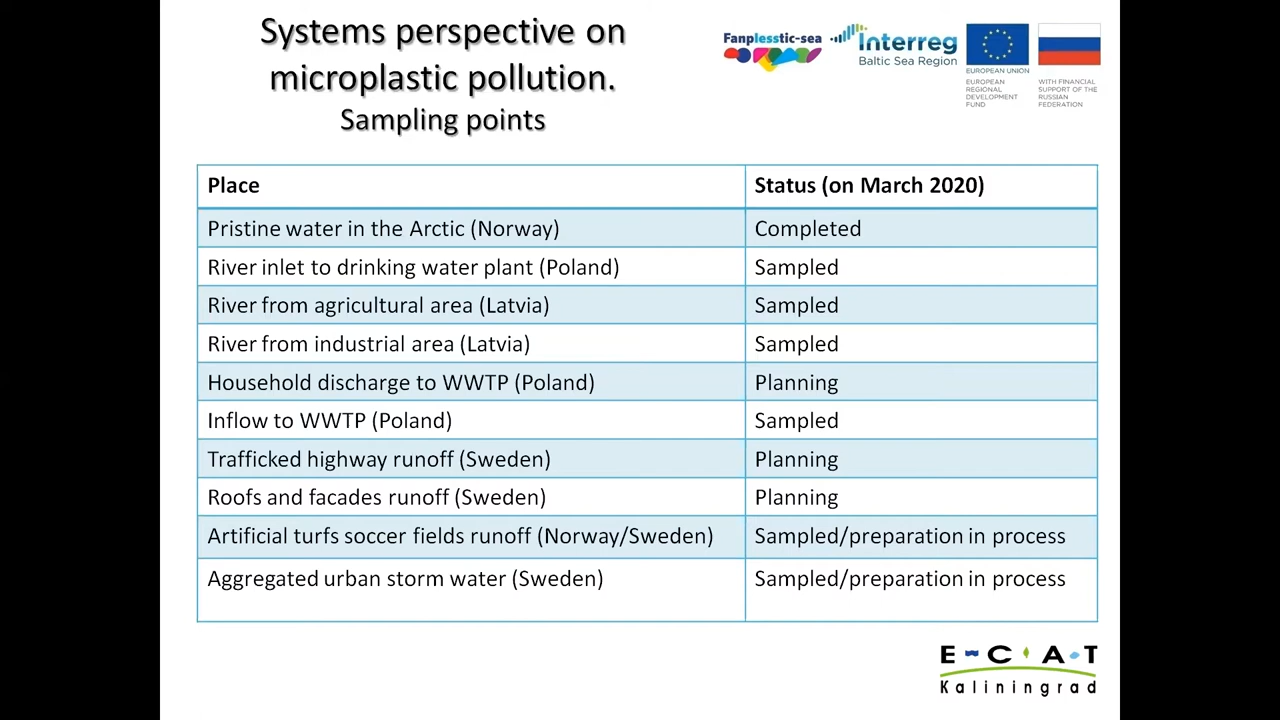 Systems perspective on
microplastic pollution.
Sampling points
Fanplesstic-sea
Interreg
Baltic Sea Region
EUROPEAN UNION
EUROPEAN
REGIONAL
DEVELOPMENT
FUND
WITH FINANCIAL
SUPPORT OF THE
RUSSIAN
FEDERATION
Place Status (on March 2020)
Pristine water in the Arctic (Norway) Completed
River inlet to drinking water plant (Poland) Sampled
River from agricultural area (Latvia) Sampled
River from industrial area (Latvia) Sampled
Household discharge to WWTP (Poland) Planning
Inflow to WWTP (Poland) Sampled
Trafficked highway runoff (Sweden) Planning
Roofs and facades runoff (Sweden) Planning
Artificial turfs soccer fields runoff (Norway/Sweden) Sampled/preparation in process
Aggregated urban storm water (Sweden) Sampled/preparation in process
E C A T
Kaliningrad